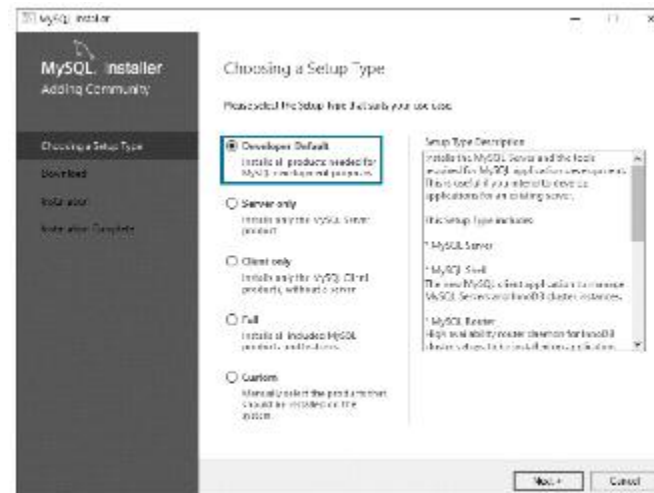 MySQL Installer
MySQL. Installer
Adding Community
Choosing a Setup Type
Download
Installation
Installation Complete
Choosing a Setup Type
Please select the Setup Type that suits your use case.
Developer Default
Installs all products needed for
MySQL development purposes.
Server only
Installs only the MySQL Server
product.
Client only
Installs only the MySQL Client
products, without a server.
Full
Installs all included MySQL
products and features.
Custom
Manually select the products that
should be installed on the
system.
Setup Type Description
Installs the MySQL Server and the tools
required for MySQL application development.
This is useful if you intend to develop
applications for an existing server.
This Setup Type includes:
* MySQL Server
* MySQL Shell
The new MySQL client application to manage
MySQL Servers and InnoDB cluster instances.
* MySQL Router
High availability router daemon for InnoDB
cluster setups to be installed on application
Next >
Cancel